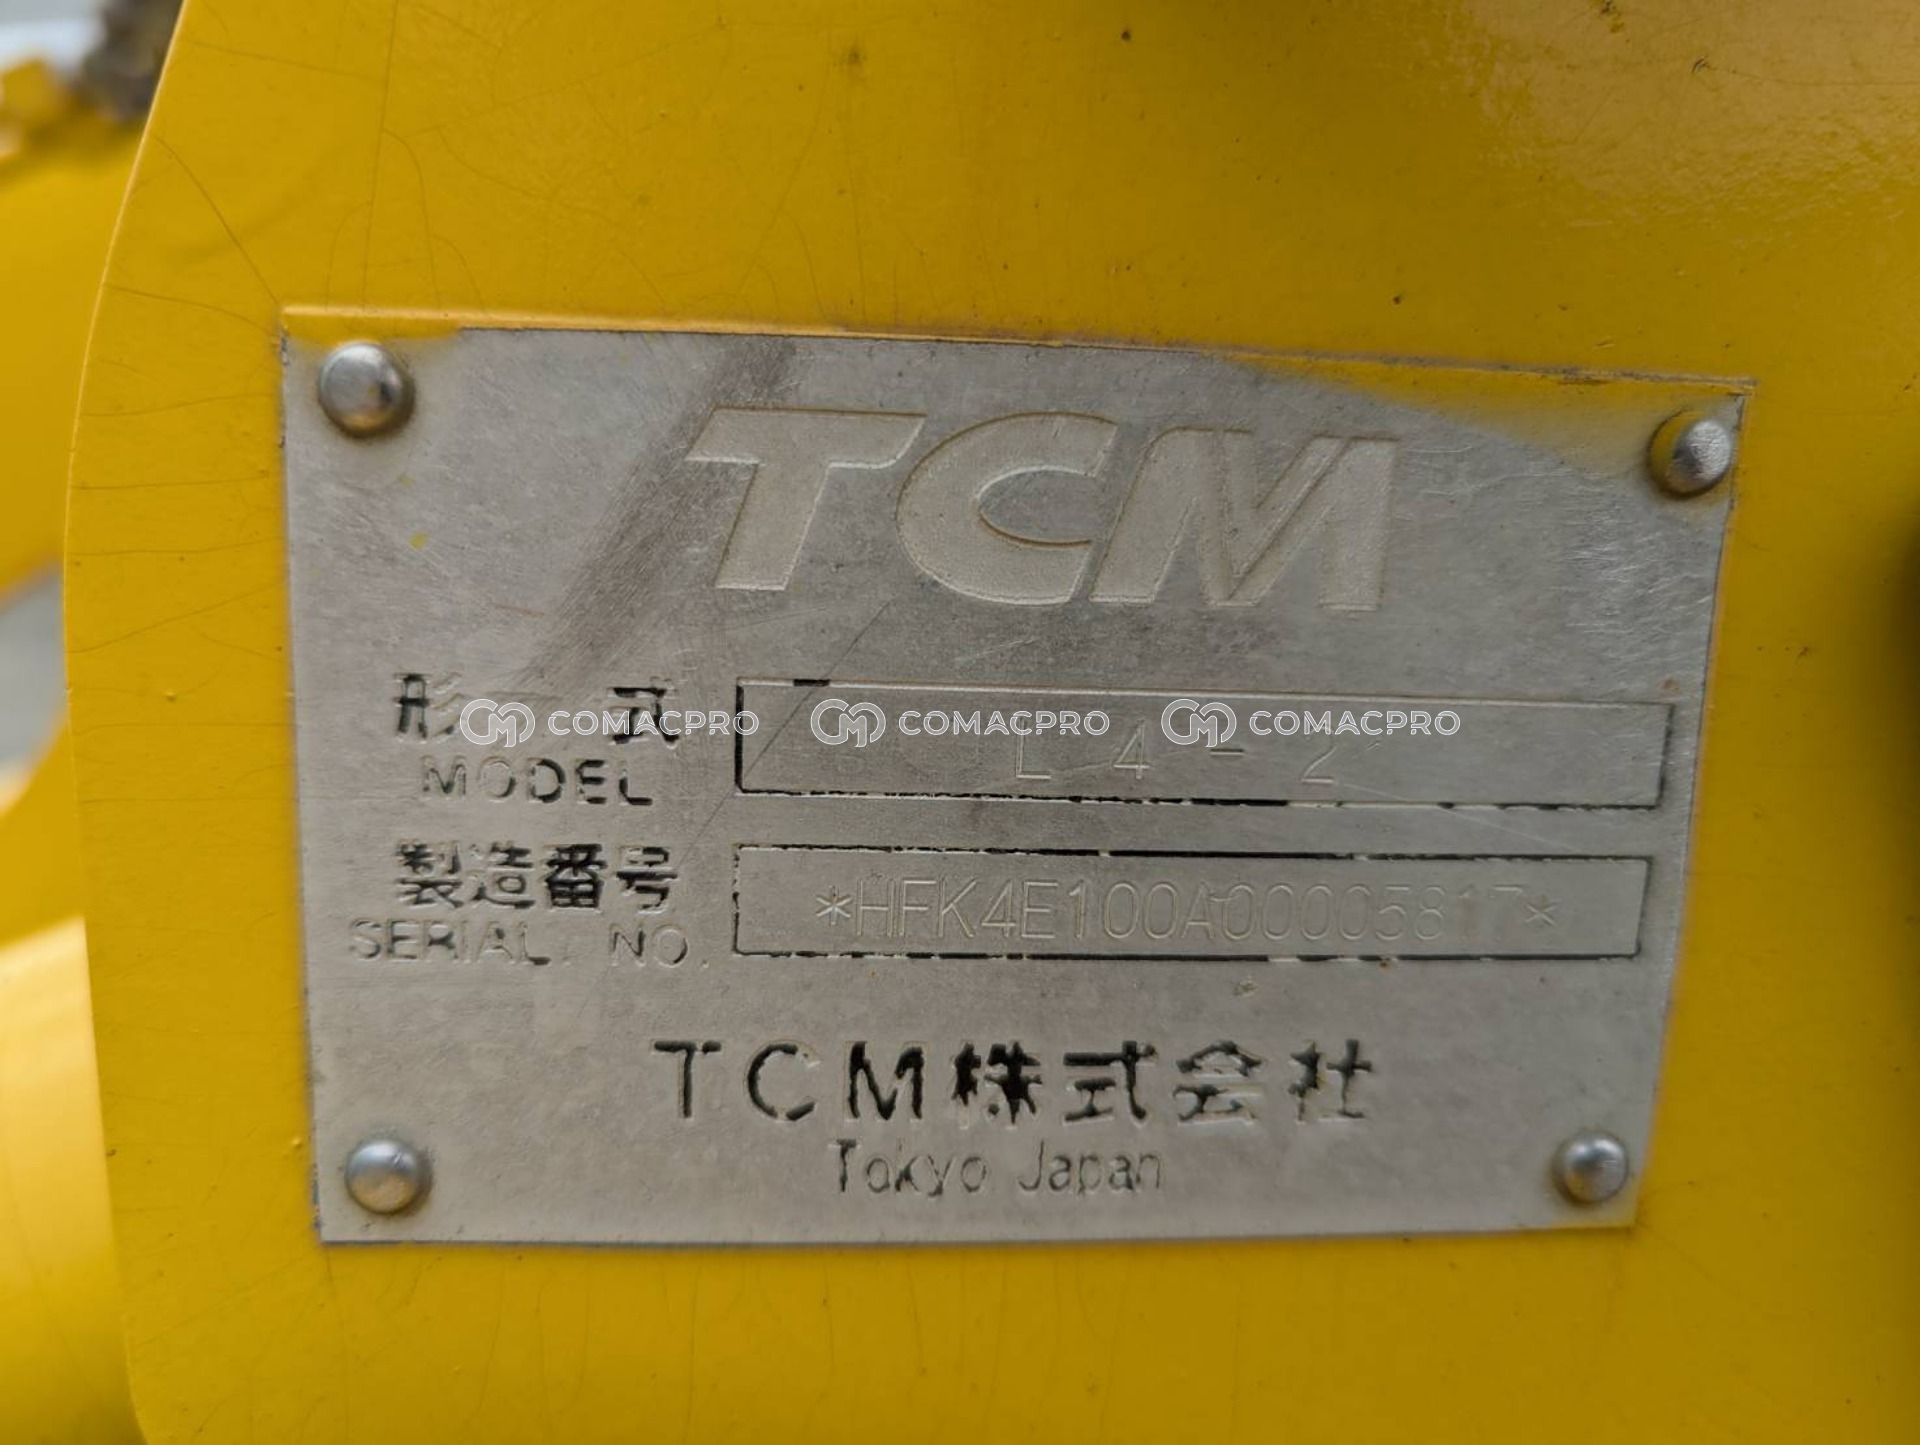 TCM
形式 L 4 - 2
MODEL
COMACPRO COMACPRO COMACPRO
製造番号 *HFK4E100A00005817*
SERIAL NO.
TCM株式会社
Tokyo Japan